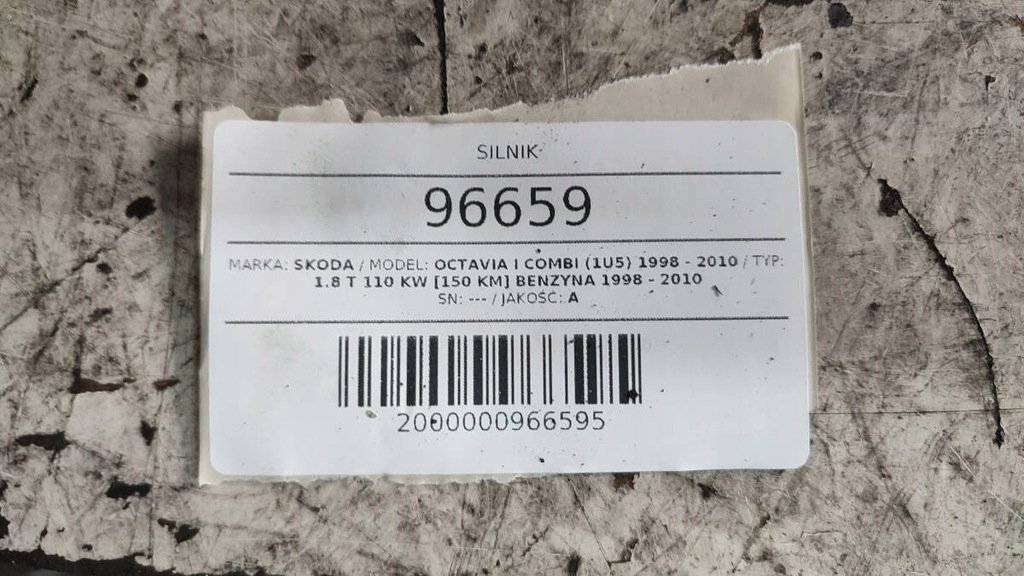 SILNIK
96659
MARKA: SKODA / MODEL: OCTAVIA I COMBI (1U5) 1998 - 2010 / TYP:
1.8 T 110 KW [150 KM] BENZYNA 1998 - 2010
SN: --- / JAKOŚĆ: A
2000000966595